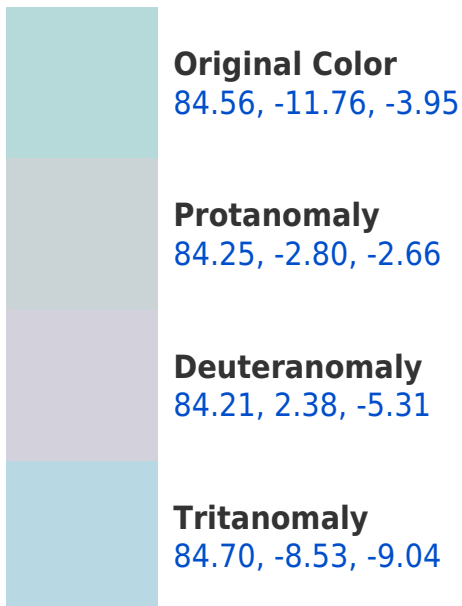 Original Color
84.56, -11.76, -3.95
Protanomaly
84.25, -2.80, -2.66
Deuteranomaly
84.21, 2.38, -5.31
Tritanomaly
84.70, -8.53, -9.04